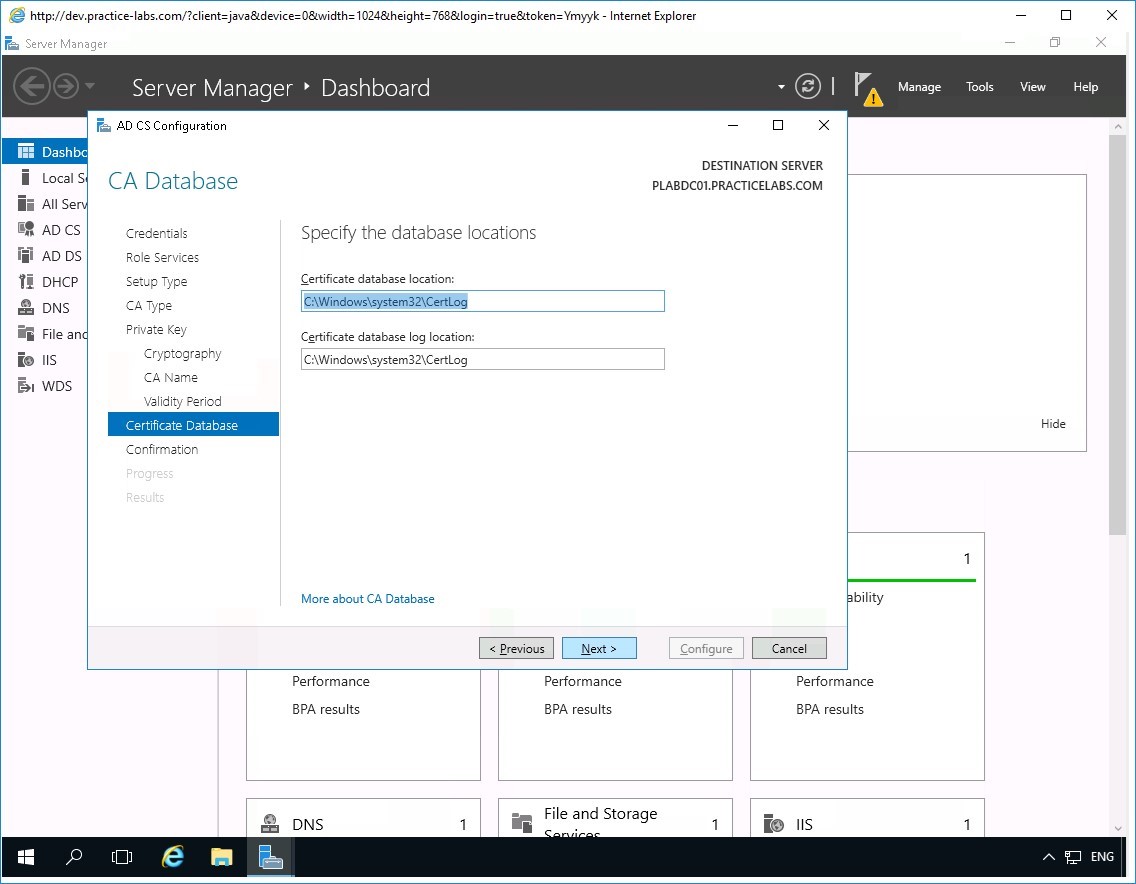 http://dev.practice-labs.com/?client=java&device=0&width=1024&height=768&login=true&token=Ymyyk - Internet Explorer
Server Manager
Server Manager ‣ Dashboard
Manage Tools View Help
AD CS Configuration
CA Database
DESTINATION SERVER
PLABDC01.PRACTICELABS.COM
Dashbo
Local Se
All Serv
AD CS
AD DS
DHCP
DNS
File and
IIS
WDS
Credentials
Role Services
Setup Type
CA Type
Private Key
Cryptography
CA Name
Validity Period
Certificate Database
Confirmation
Progress
Results
Specify the database locations
Certificate database location:
C:\Windows\system32\CertLog
Certificate database log location:
C:\Windows\system32\CertLog
More about CA Database
< Previous Next > Configure Cancel
Hide
1
ability
Performance
BPA results
Performance
BPA results
Performance
BPA results
DNS 1
File and Storage
Services
1
IIS 1
ENG